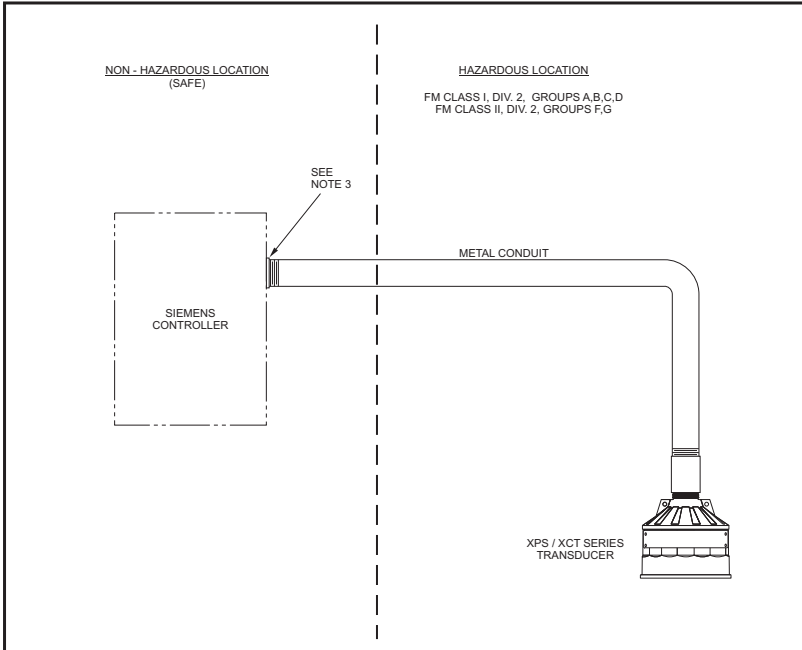 NON - HAZARDOUS LOCATION
(SAFE)
HAZARDOUS LOCATION
FM CLASS I, DIV. 2,  GROUPS A,B,C,D
FM CLASS II, DIV. 2, GROUPS F,G
SEE
NOTE 3
METAL CONDUIT
SIEMENS
CONTROLLER
XPS / XCT SERIES
TRANSDUCER